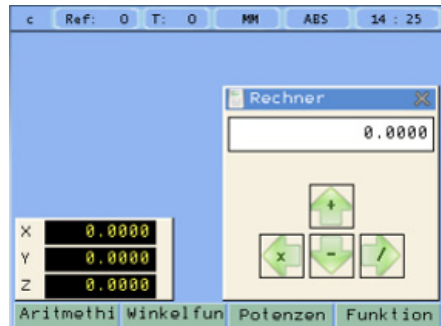 c Ref: 0 T: 0 MM ABS 14 : 25
Rechner
0.0000
+
x - /
X 0.0000
Y 0.0000
Z 0.0000
Aritmethi Winkelfun Potenzen Funktion